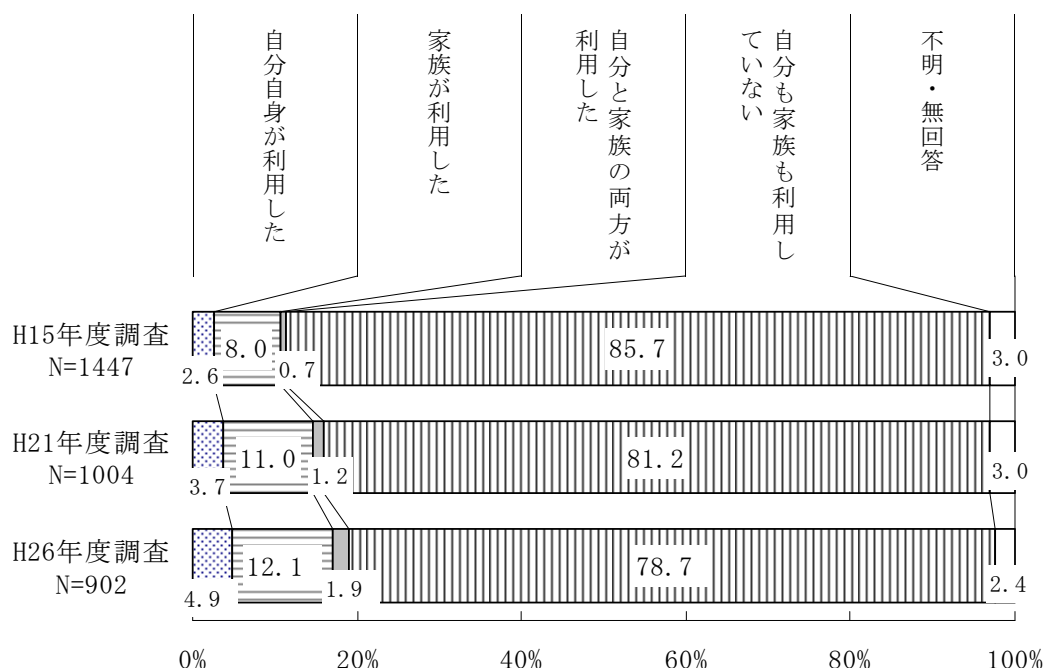 自分自身が利用した
家族が利用した
自分と家族の両方が
利用した
自分も家族も利用し
ていない
不明・無回答
H15年度調査
N=1447
2.6
8.0
0.7
85.7
3.0
H21年度調査
N=1004
3.7
11.0
1.2
81.2
3.0
H26年度調査
N=902
4.9
12.1
1.9
78.7
2.4
0%
20%
40%
60%
80%
100%